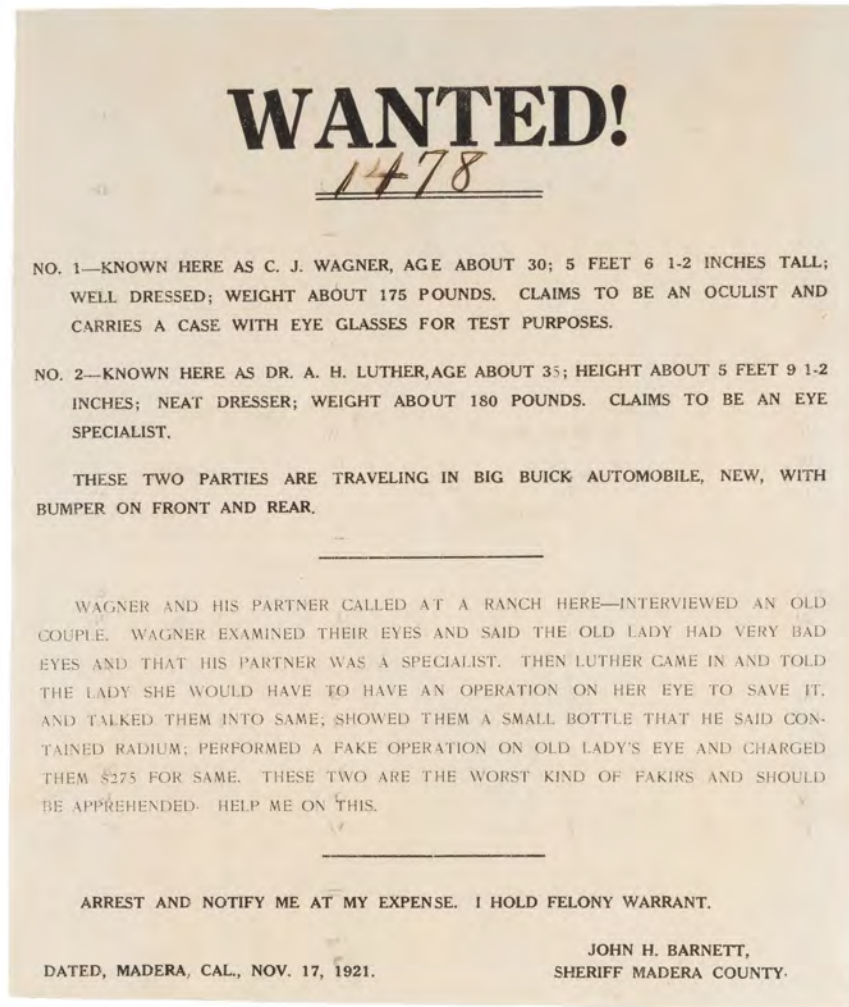 WANTED!
1478
NO. 1—KNOWN HERE AS C. J. WAGNER, AGE ABOUT 30; 5 FEET 6 1-2 INCHES TALL;
WELL DRESSED; WEIGHT ABOUT 175 POUNDS. CLAIMS TO BE AN OCULIST AND
CARRIES A CASE WITH EYE GLASSES FOR TEST PURPOSES.
NO. 2—KNOWN HERE AS DR. A. H. LUTHER, AGE ABOUT 35; HEIGHT ABOUT 5 FEET 9 1-2
INCHES; NEAT DRESSER; WEIGHT ABOUT 180 POUNDS. CLAIMS TO BE AN EYE
SPECIALIST.
THESE TWO PARTIES ARE TRAVELING IN BIG BUICK AUTOMOBILE, NEW, WITH
BUMPER ON FRONT AND REAR.
WAGNER AND HIS PARTNER CALLED AT A RANCH HERE—INTERVIEWED AN OLD
COUPLE. WAGNER EXAMINED THEIR EYES AND SAID THE OLD LADY HAD VERY BAD
EYES AND THAT HIS PARTNER WAS A SPECIALIST. THEN LUTHER CAME IN AND TOLD
THE LADY SHE WOULD HAVE TO HAVE AN OPERATION ON HER EYE TO SAVE IT,
AND TALKED THEM INTO SAME; SHOWED THEM A SMALL BOTTLE THAT HE SAID CON-
TAINED RADIUM; PERFORMED A FAKE OPERATION ON OLD LADY'S EYE AND CHARGED
THEM $275 FOR SAME. THESE TWO ARE THE WORST KIND OF FAKIRS AND SHOULD
BE APPREHENDED. HELP ME ON THIS.
ARREST AND NOTIFY ME AT MY EXPENSE. I HOLD FELONY WARRANT.
JOHN H. BARNETT,
DATED, MADERA, CAL., NOV. 17, 1921. SHERIFF MADERA COUNTY.